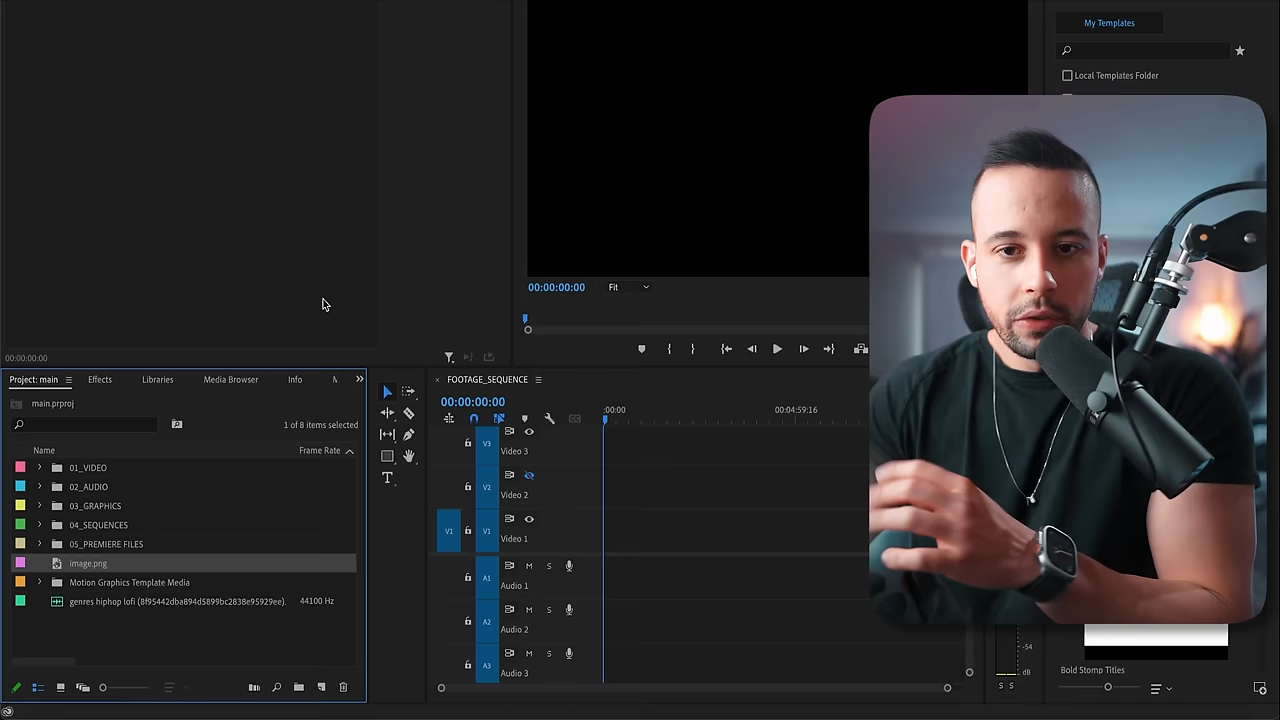 My Templates
Local Templates Folder
00:00:00:00
Fit
00:00:00:00
Project: main
Effects
Libraries
Media Browser
Info
FOOTAGE_SEQUENCE
main.prproj
00:00:00:00
:00:00
00:04:59:16
1 of 8 items selected
Name
Frame Rate
01_VIDEO
02_AUDIO
03_GRAPHICS
04_SEQUENCES
05_PREMIERE FILES
image.png
Motion Graphics Template Media
genres hiphop lofi (8f95442dba894d5899bc2838e95929ee).
44100 Hz
V3
Video 3
V2
Video 2
V1
V1
Video 1
A1
M
S
Audio 1
A2
M
S
Audio 2
A3
M
S
Audio 3
-54
dB
S S
Bold Stomp Titles